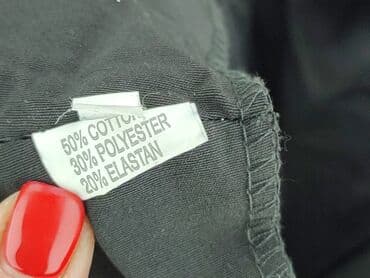 50% COTTON
30% POLYESTER
20% ELASTAN